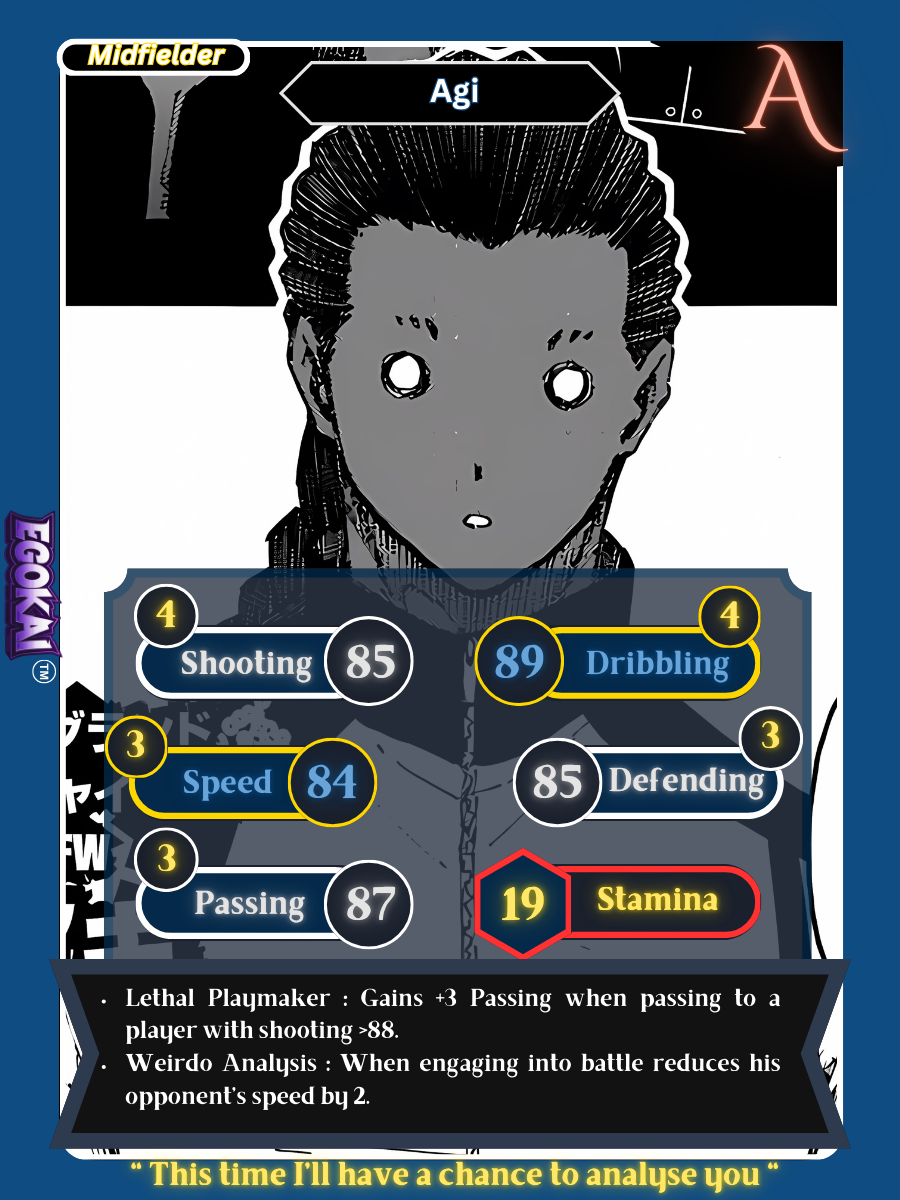 Midfielder
Agi
A
EGOKAI
TM
4
Shooting 85
4
89 Dribbling
3
Speed 84
3
85 Defending
3
Passing 87
19 Stamina
• Lethal Playmaker : Gains +3 Passing when passing to a
player with shooting >88.
• Weirdo Analysis : When engaging into battle reduces his
opponent's speed by 2.
“ This time I'll have a chance to analyse you “